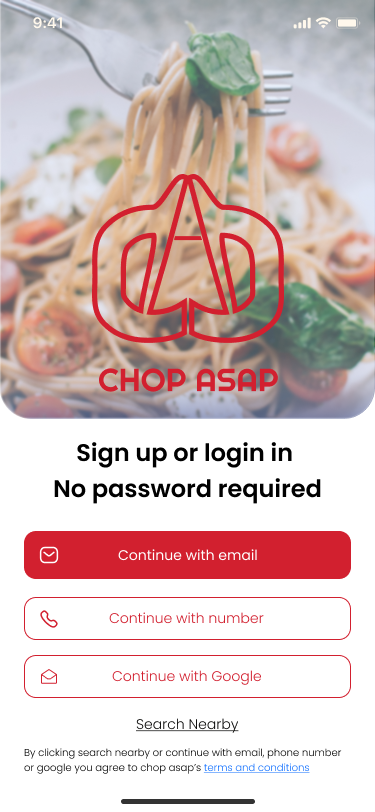 9:41
CHOP ASAP
Sign up or login in
No password required
Continue with email
Continue with number
Continue with Google
Search Nearby
By clicking search nearby or continue with email, phone number
or google you agree to chop asap's terms and conditions